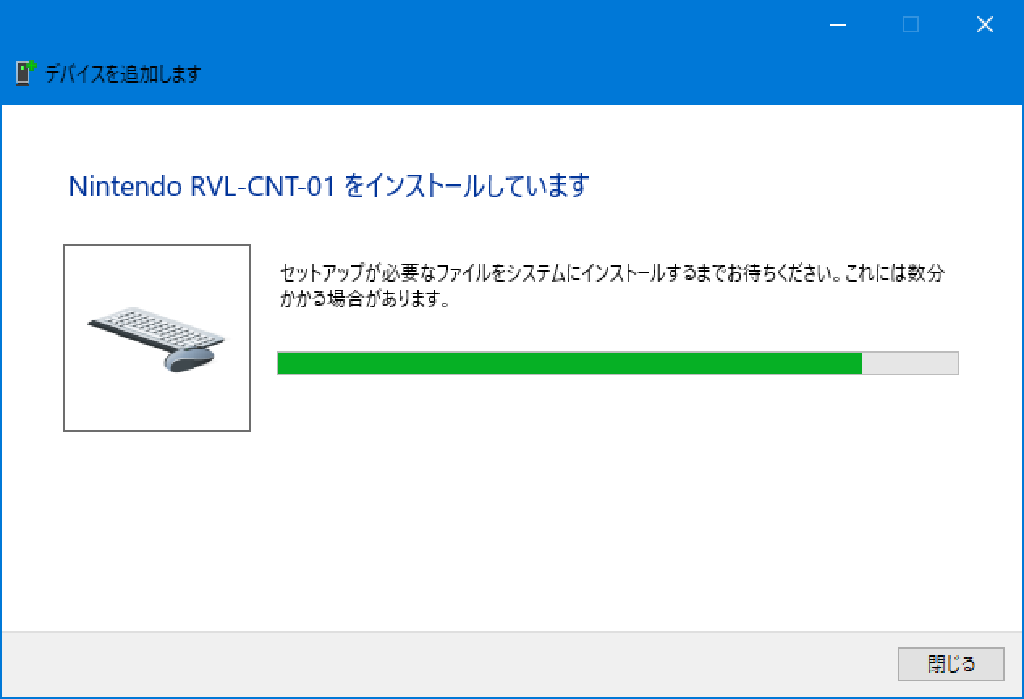 デバイスを追加します
Nintendo RVL-CNT-01 をインストールしています
セットアップが必要なファイルをシステムにインストールするまでお待ちください。これには数分
かかる場合があります。
閉じる